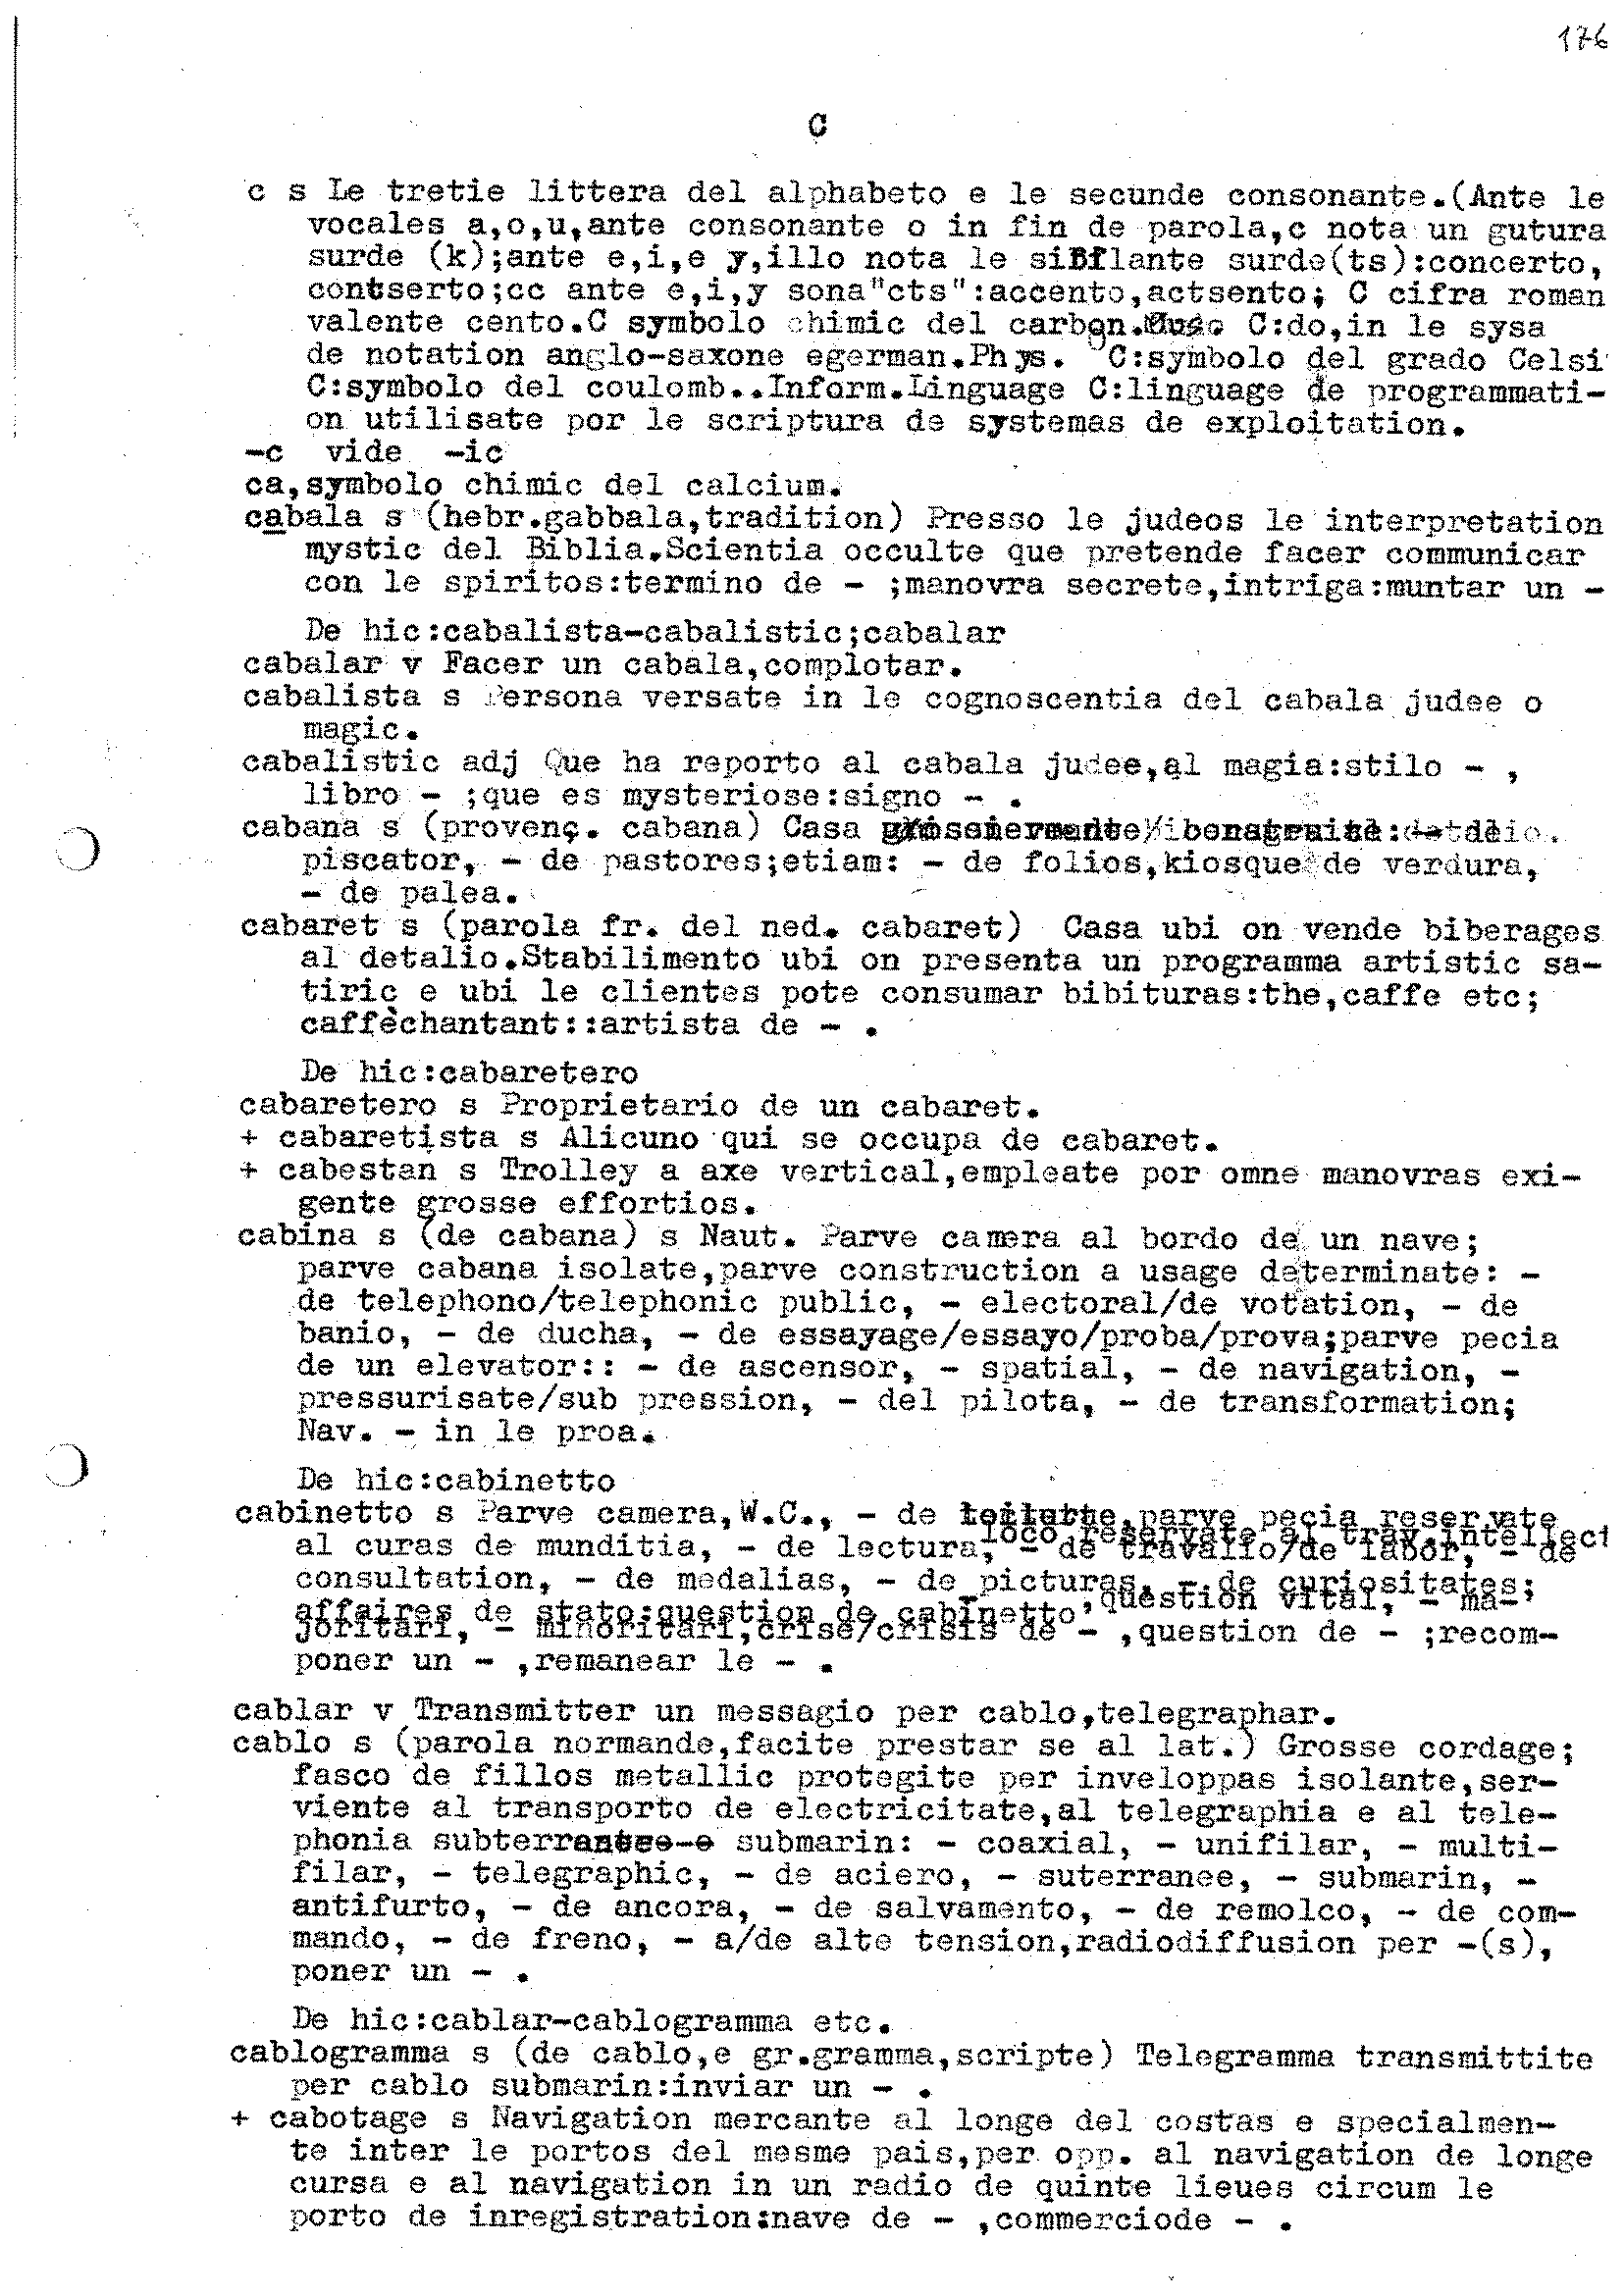 176
C
c s Le tretie littera del alphabeto e le secunde consonante.(Ante le
vocales a,o,u,ante consonante o in fin de parola,c nota un gutura
surde (k);ante e,i,e y,illo nota le sifflante surde(ts):concerto,
contserto;cc ante e,i,y sona"cts":accento,actsento; C cifra roman
valente cento.C symbolo chimic del carbon. C:do,in le sysa
de notation anglo-saxone egerman.Phys. °C:symbolo del grado Celsi
C:symbolo del coulomb..Inform.Linguage C:linguage de programmati-
on utilisate por le scriptura de systemas de exploitation.
-c vide -ic
ca,symbolo chimic del calcium.
cabala s (hebr.gabbala,tradition) Presso le judeos le interpretation
mystic del Biblia.Scientia occulte que pretende facer communicar
con le spiritos:termino de - ;manovra secrete,intriga:muntar un -
De hic:cabalista-cabalistic;cabalar
cabalar v Facer un cabala,complotar.
cabalista s Persona versate in le cognoscentia del cabala judee o
magic.
cabalistic adj Que ha reporto al cabala judee,al magia:stilo - ,
libro - ;que es mysteriose:signo - .
cabana s (provenç. cabana) Casa
piscator, - de pastores;etiam: - de folios,kiosque de verdura,
- de palea.
cabaret s (parola fr. del ned. cabaret) Casa ubi on vende biberages
al detalio.Stabilimento ubi on presenta un programma artistic sa-
tiric e ubi le clientes pote consumar bibituras:the,caffe etc;
caffèchantant::artista de - .
De hic:cabaretero
cabaretero s Proprietario de un cabaret.
+ cabaretista s Alicuno qui se occupa de cabaret.
+ cabestan s Trolley a axe vertical,empleate por omne manovras exi-
gente grosse effortios.
cabina s (de cabana) s Naut. Parve camera al bordo de un nave;
parve cabana isolate,parve construction a usage determinate: -
de telephono/telephonic public, - electoral/de votation, - de
banio, - de ducha, - de essayage/essayo/proba/prova;parve pecia
de un elevator:: - de ascensor, - spatial, - de navigation, -
pressurisate/sub pression, - del pilota, - de transformation;
Nav. - in le proa.
De hic:cabinetto
cabinetto s Parve camera,W.C., - de parve pecia reservate
al curas de munditia, - de lectura, loco reservate al trav.intellect
- de travalio/de labor, - de
consultation, - de medalias, - de picturas, - de curiositates;
affaires de stato:question de cabinetto,question vital, - ma-
joritari, - minoritari,crise/crisis de - ,question de - ;recom-
poner un - ,remanear le - .
cablar v Transmitter un messagio per cablo,telegraphar.
cablo s (parola normande,facite prestar se al lat.) Grosse cordage;
fasco de fillos metallic protegite per inveloppas isolante,ser-
viente al transporto de electricitate,al telegraphia e al tele-
phonia submarin: - coaxial, - unifilar, - multi-
filar, - telegraphic, - de aciero, - suterranee, - submarin, -
antifurto, - de ancora, - de salvamento, - de remolco, - de com-
mando, - de freno, - a/de alte tension,radiodiffusion per -(s),
poner un - .
De hic:cablar-cablogramma etc.
cablogramma s (de cablo,e gr.gramma,scripte) Telegramma transmittite
per cablo submarin:inviar un - .
+ cabotage s Navigation mercante al longe del costas e specialmen-
te inter le portos del mesme pais,per opp. al navigation de longe
cursa e al navigation in un radio de quinte lieues circum le
porto de inregistration:nave de - ,commerciode - .